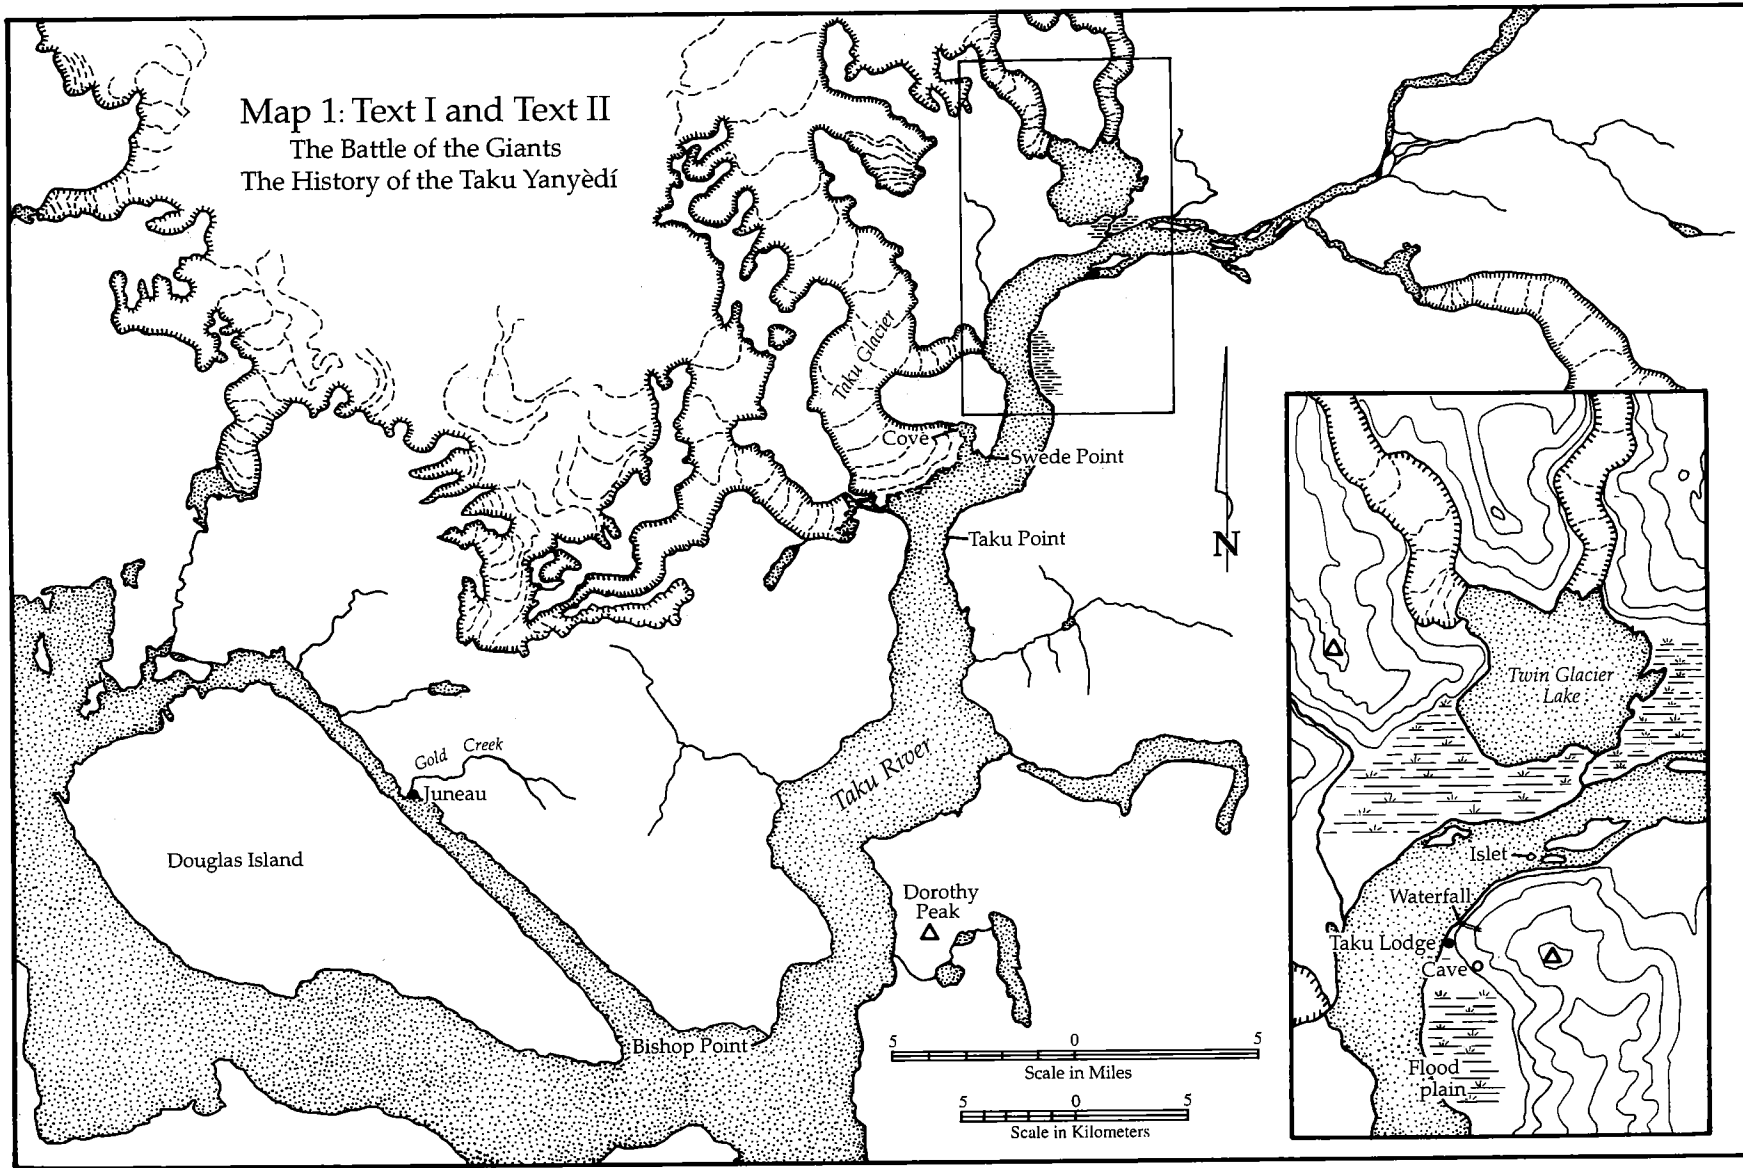 Map 1: Text I and Text II
The Battle of the Giants
The History of the Taku Yanyèdí
Taku Glacier
Cove
Swede Point
Taku Point
N
Gold Creek
Juneau
Taku River
Douglas Island
Dorothy
Peak
Bishop Point
5 0 5
Scale in Miles
5 0 5
Scale in Kilometers
Twin Glacier
Lake
Islet
Waterfall
Taku Lodge
Cave
Flood
plain